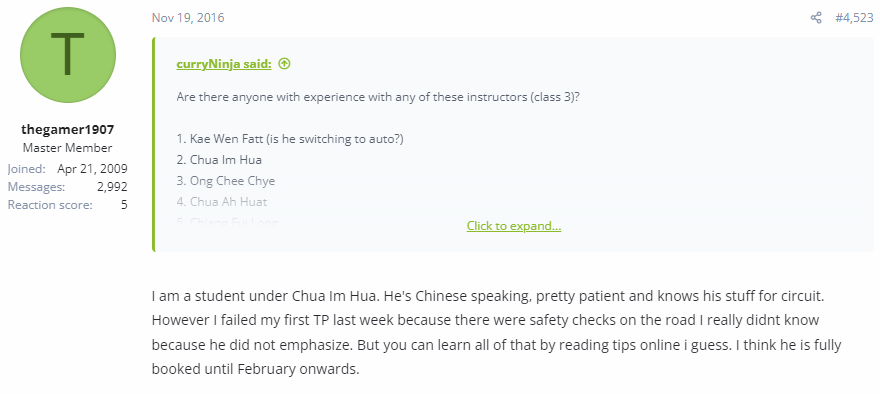 T
Nov 19, 2016
#4,523
thegamer1907
Master Member
Joined: Apr 21, 2009
Messages: 2,992
Reaction score: 5
curryNinja said:
Are there anyone with experience with any of these instructors (class 3)?
1. Kae Wen Fatt (is he switching to auto?)
2. Chua Im Hua
3. Ong Chee Chye
4. Chua Ah Huat
Click to expand...
I am a student under Chua Im Hua. He's Chinese speaking, pretty patient and knows his stuff for circuit.
However I failed my first TP last week because there were safety checks on the road I really didnt know
because he did not emphasize. But you can learn all of that by reading tips online i guess. I think he is fully
booked until February onwards.